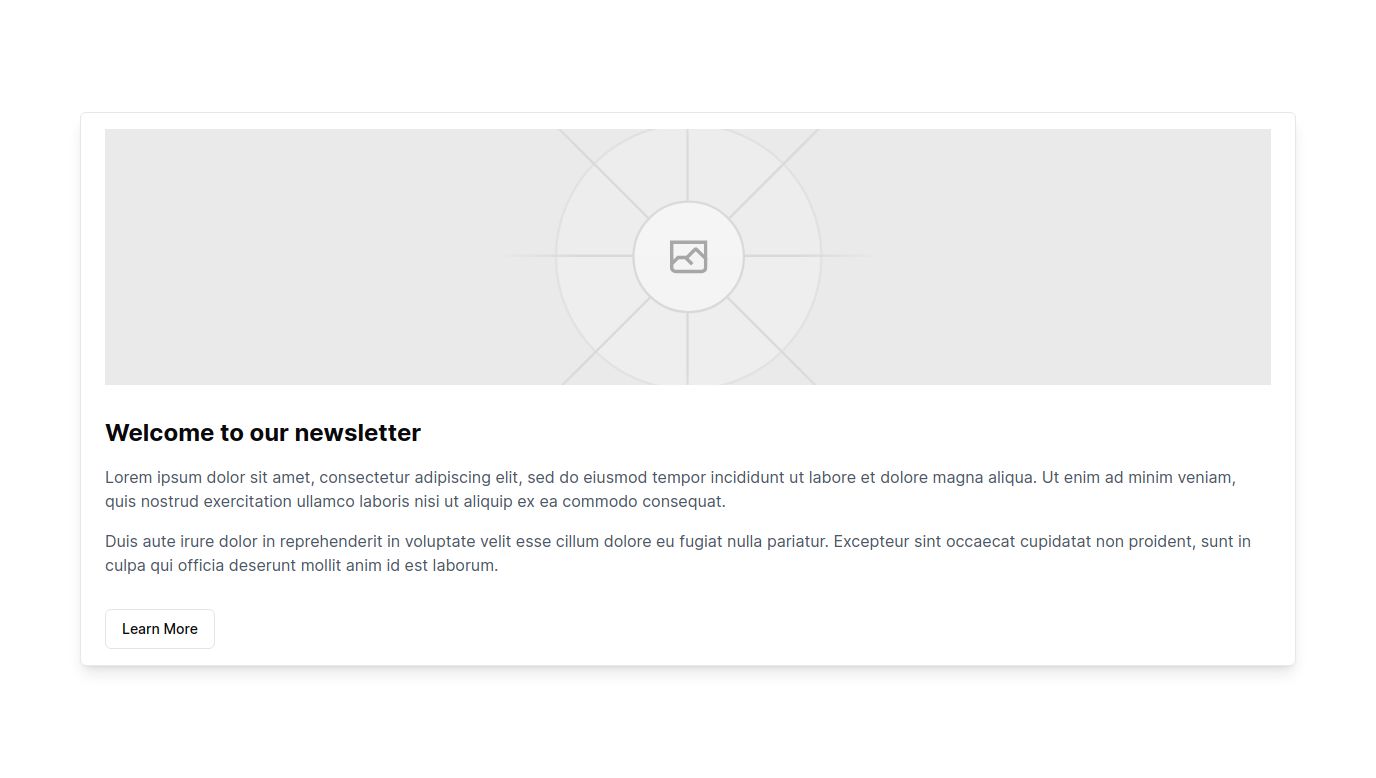 Welcome to our newsletter
Lorem ipsum dolor sit amet, consectetur adipiscing elit, sed do eiusmod tempor incididunt ut labore et dolore magna aliqua. Ut enim ad minim veniam,
quis nostrud exercitation ullamco laboris nisi ut aliquip ex ea commodo consequat.
Duis aute irure dolor in reprehenderit in voluptate velit esse cillum dolore eu fugiat nulla pariatur. Excepteur sint occaecat cupidatat non proident, sunt in
culpa qui officia deserunt mollit anim id est laborum.
Learn More